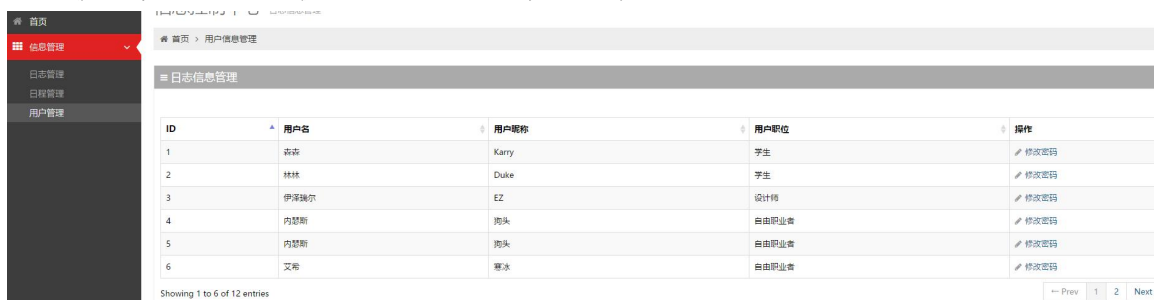 首页
日志信息管理
首页 > 用户信息管理
信息管理
日志管理
日程管理
用户管理
日志信息管理
ID 用户名 用户昵称 用户职位 操作
1 森森 Karry 学生 修改密码
2 林林 Duke 学生 修改密码
3 伊泽瑞尔 EZ 设计师 修改密码
4 内瑟斯 狗头 自由职业者 修改密码
5 内瑟斯 狗头 自由职业者 修改密码
6 艾希 寒冰 自由职业者 修改密码
Showing 1 to 6 of 12 entries
← Prev 1 2 Next